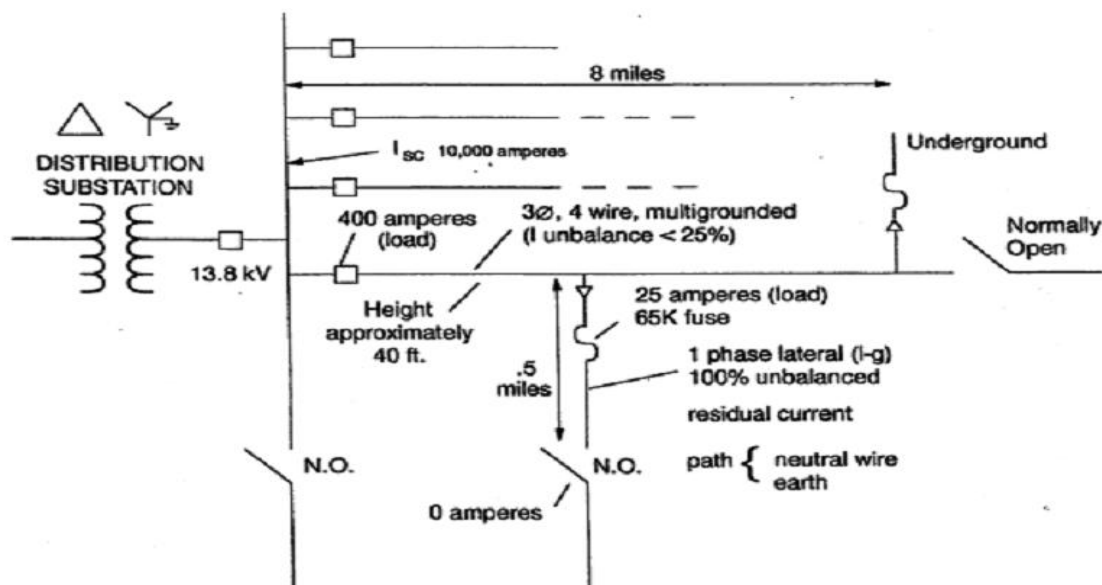 8 miles
Underground
I SC 10,000 amperes
DISTRIBUTION
SUBSTATION
400 amperes
(load)
3Ø, 4 wire, multigrounded
(I unbalance < 25%)
Normally
Open
13.8 kV
Height
approximately
40 ft.
25 amperes (load)
65K fuse
.5
miles
1 phase lateral (l-g)
100% unbalanced
residual current
N.O.
N.O.
path { neutral wire
earth
0 amperes